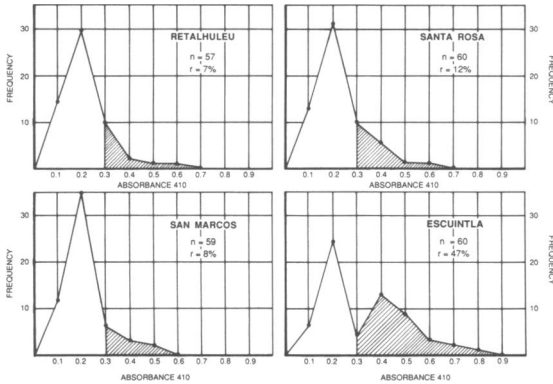 RETALHULEU
n = 57
r = 7%
FREQUENCY
30
20
10
0.1 0.2 0.3 0.4 0.5 0.6 0.7 0.8 0.9
ABSORBANCE 410
SANTA ROSA
n = 60
r = 12%
FREQUENCY
30
20
10
0.1 0.2 0.3 0.4 0.5 0.6 0.7 0.8 0.9
ABSORBANCE 410
SAN MARCOS
n = 59
r = 8%
FREQUENCY
30
20
10
0.1 0.2 0.3 0.4 0.5 0.6 0.7 0.8 0.9
ABSORBANCE 410
ESCUINTLA
n = 60
r = 47%
FREQUENCY
30
20
10
0.1 0.2 0.3 0.4 0.5 0.6 0.7 0.8 0.9
ABSORBANCE 410